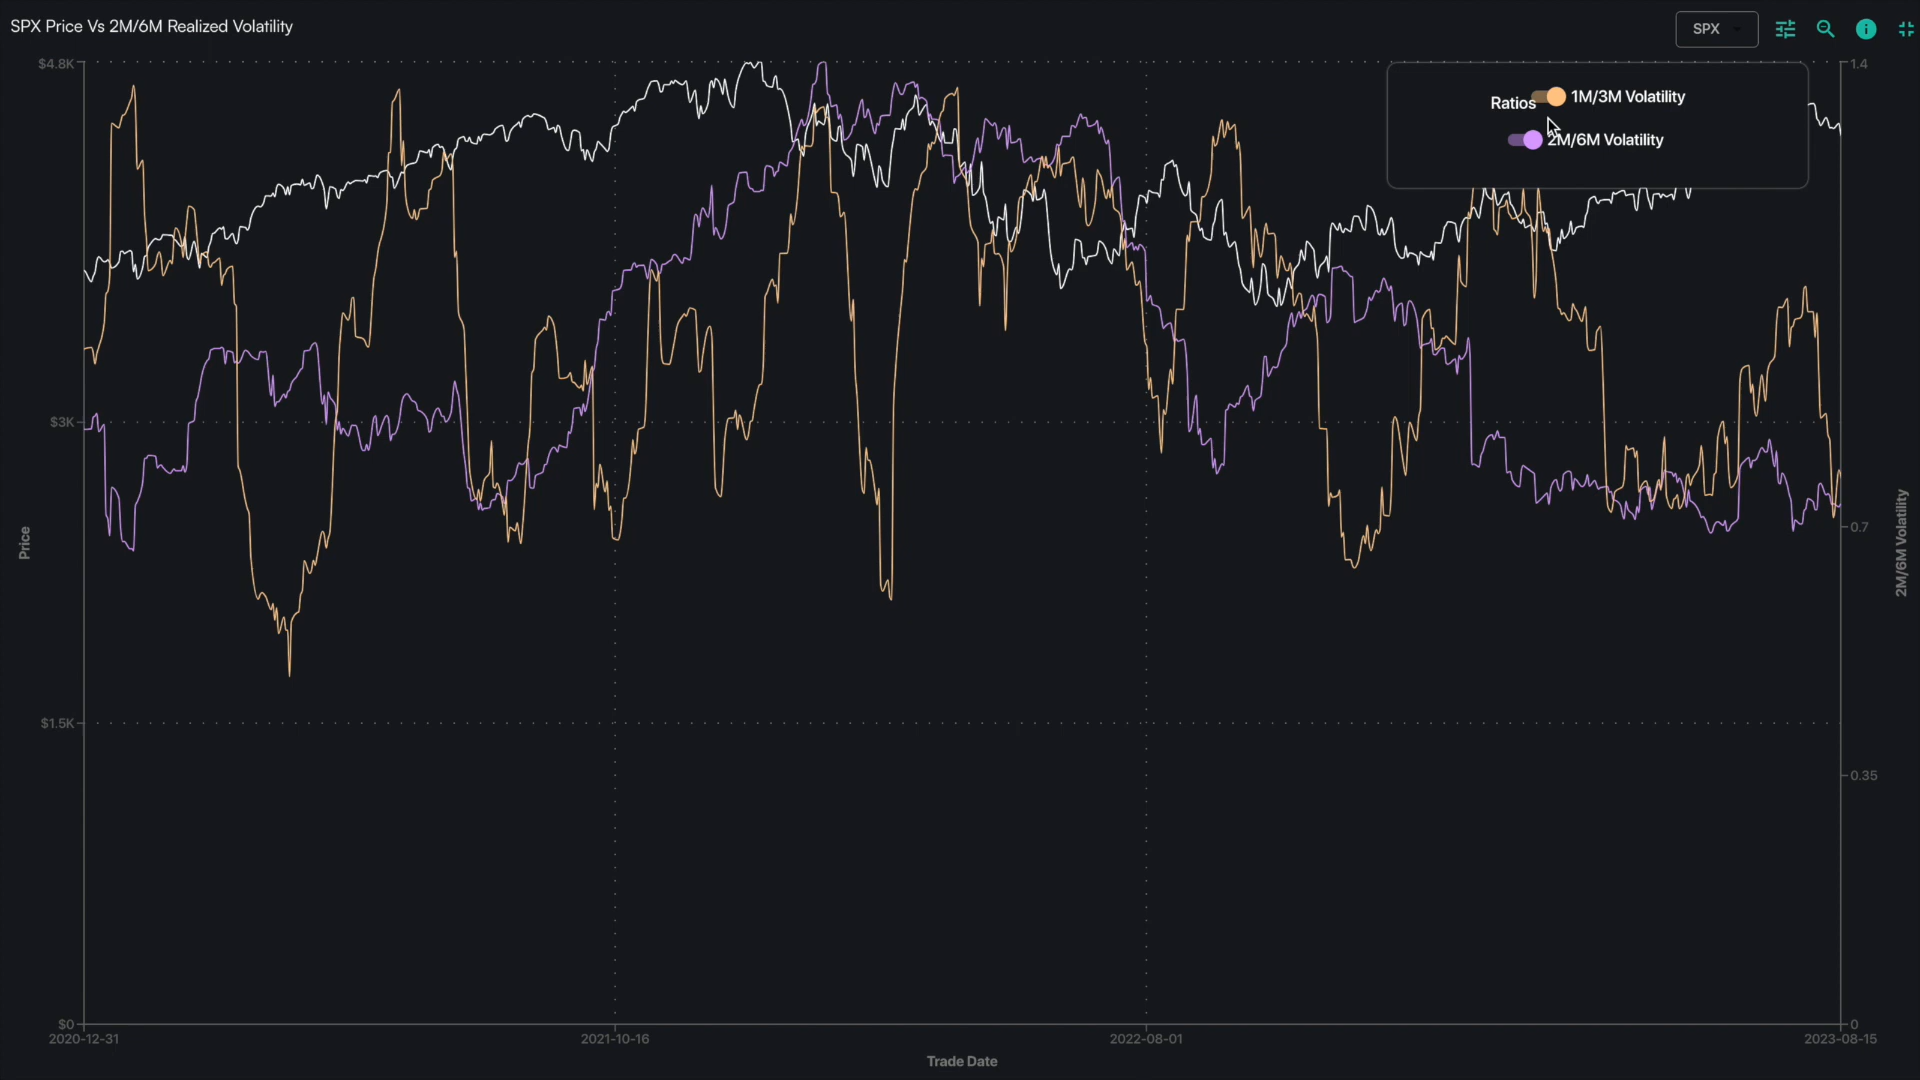 SPX Price Vs 2M/6M Realized Volatility
SPX
$4.8K
1.4
Ratios 1M/3M Volatility
2M/6M Volatility
$3K
0.7
Price
2M/6M Volatility
$1.5K
0.35
$0
0
2020-12-31
2021-10-16
2022-08-01
2023-08-15
Trade Date